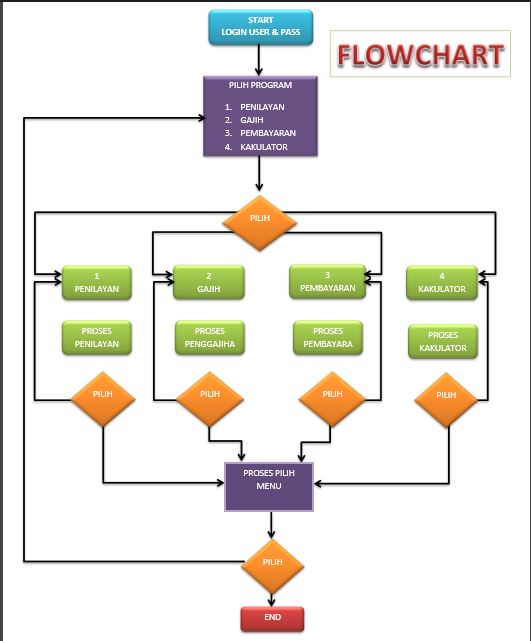 START
LOGIN USER & PASS
FLOWCHART
PILIH PROGRAM
1. PENILAYAN
2. GAJIH
3. PEMBAYARAN
4. KAKULATOR
PILIH
1
PENILAYAN
2
GAJIH
3
PEMBAYARAN
4
KAKULATOR
PROSES
PENILAYAN
PROSES
PENGGAJIHA
PROSES
PEMBAYARA
PROSES
KAKULATOR
PILIH
PILIH
PILIH
PILIH
PROSES PILIH
MENU
PILIH
END